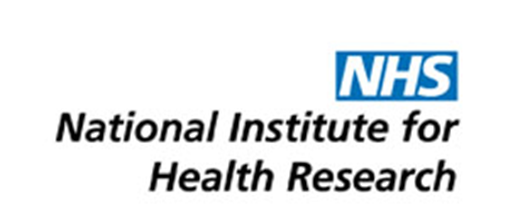 NHS
National Institute for
Health Research